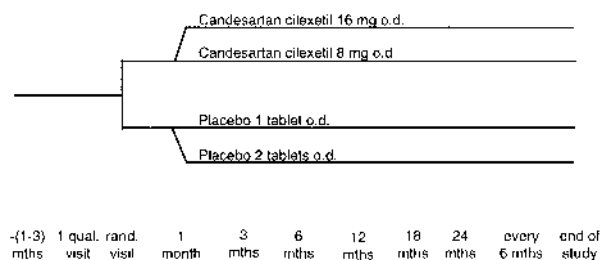 Candesartan cilexetil 16 mg o.d.
Candesartan cilexetil 8 mg o.d
Placebo 1 tablet o.d.
Placebo 2 tablets o.d.
-(1-3) 1 qual. rand. 1 3 6 12 18 24 every end of
mths visit visit month mths mths mths mths mths 6 mths study